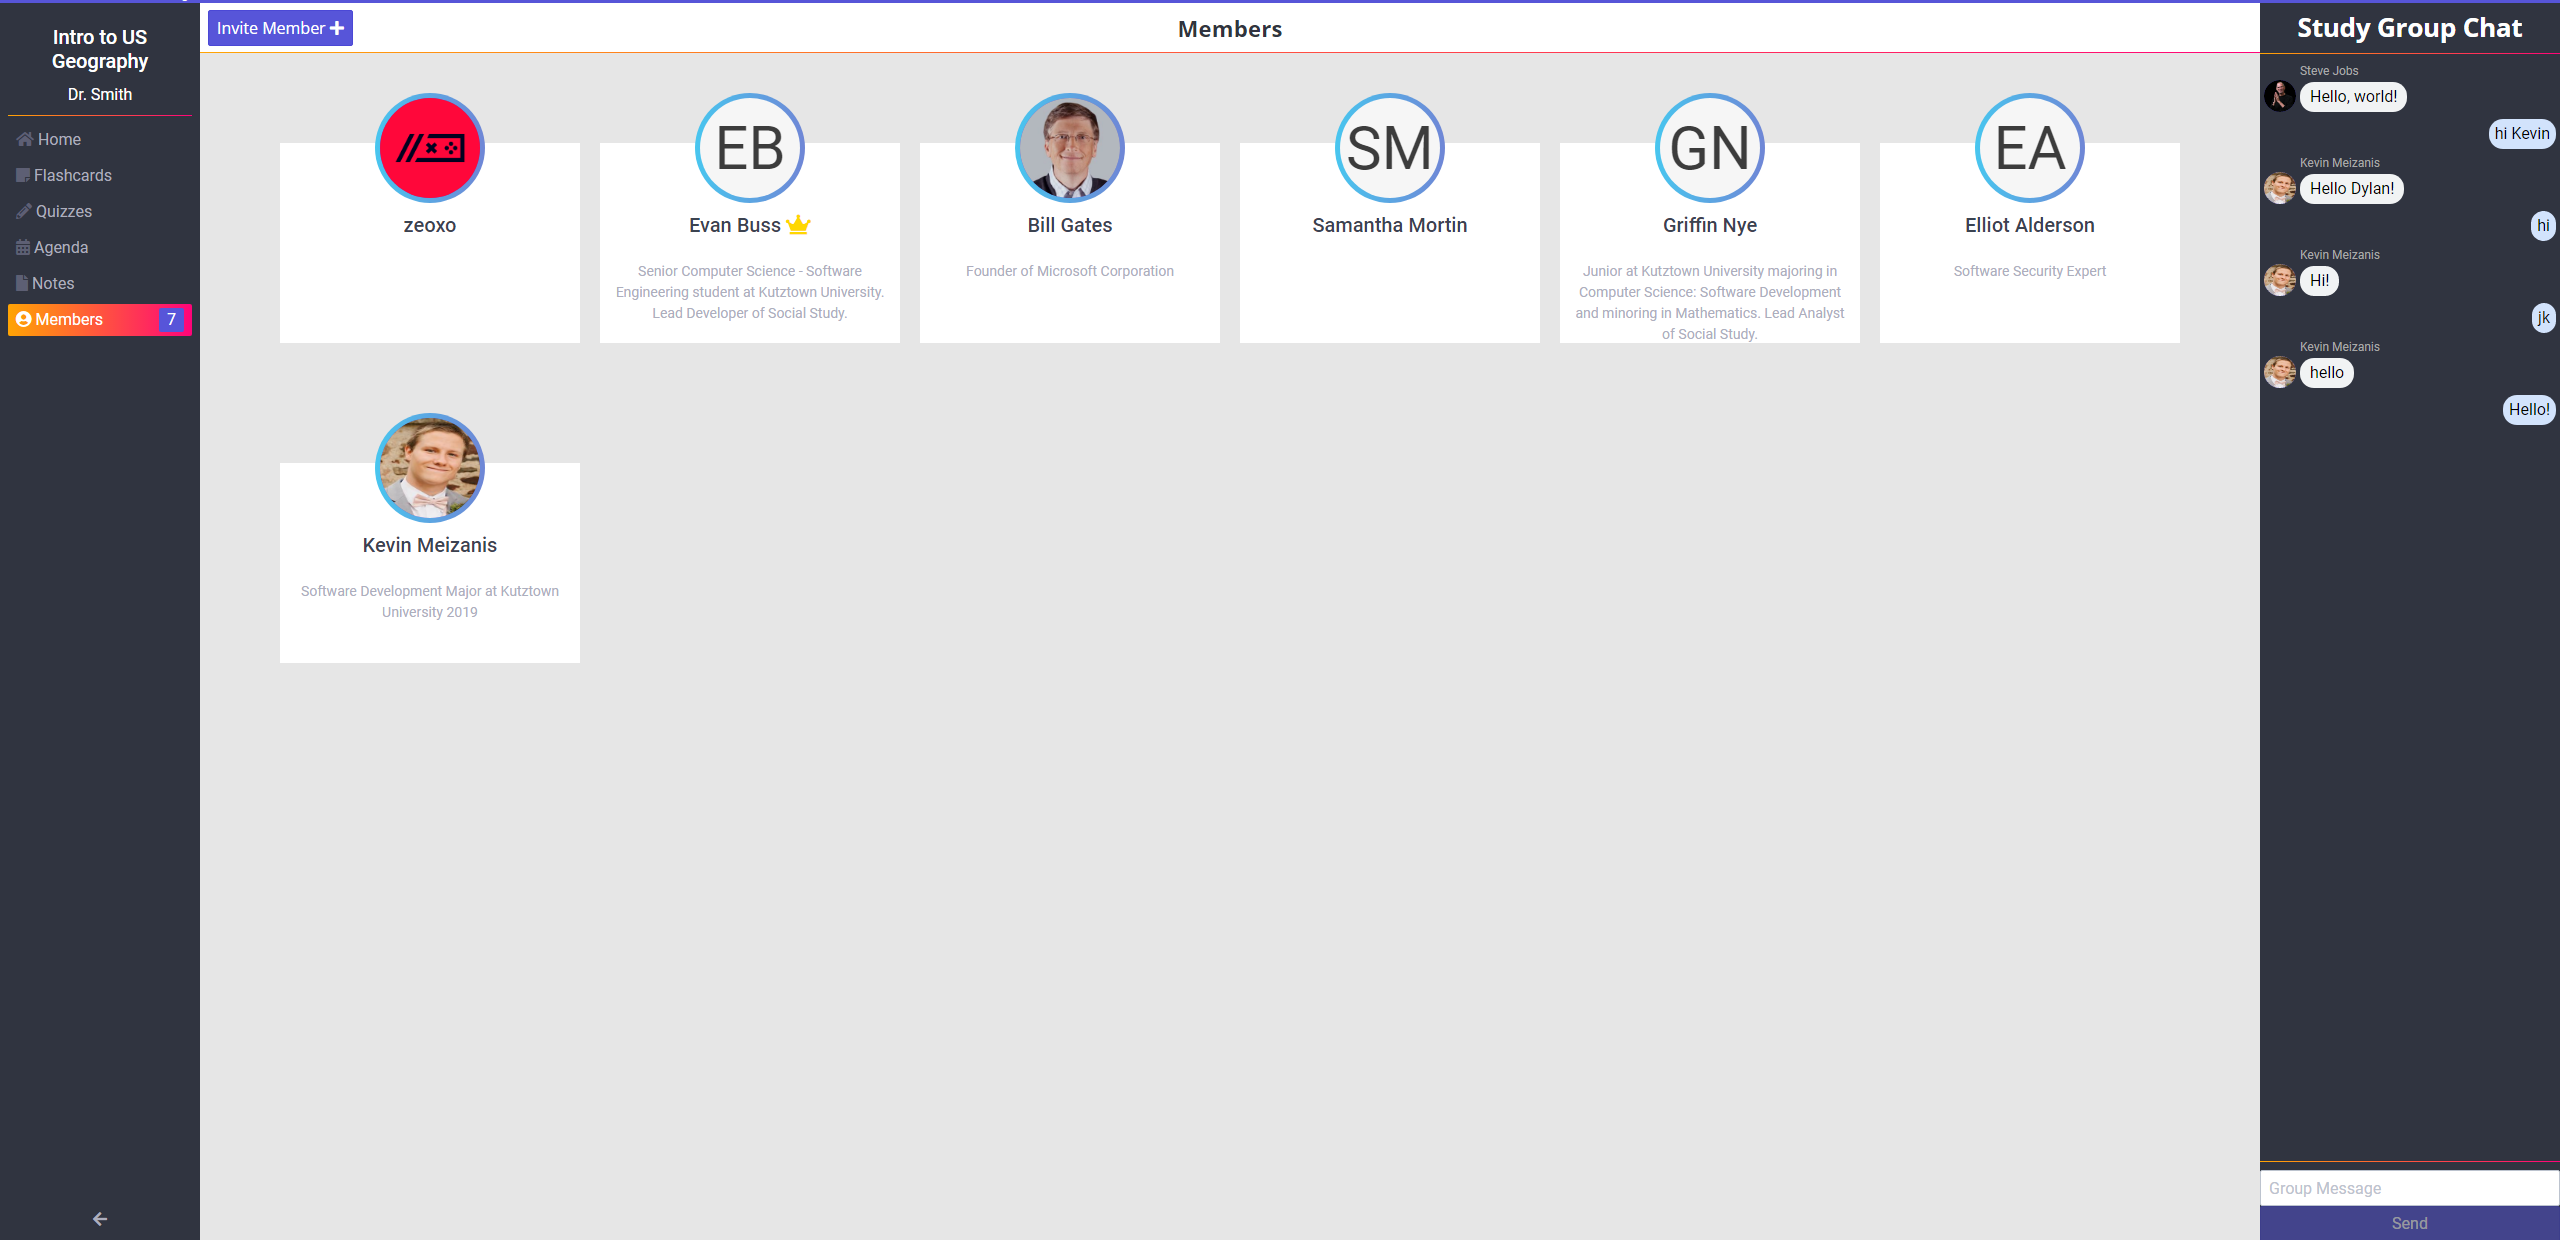 Intro to US
Geography
Dr. Smith
Home
Flashcards
Quizzes
Agenda
Notes
Members 7
Invite Member
Members
zeoxo
EB
Evan Buss
Senior Computer Science - Software
Engineering student at Kutztown University.
Lead Developer of Social Study.
Bill Gates
Founder of Microsoft Corporation
SM
Samantha Mortin
GN
Griffin Nye
Junior at Kutztown University majoring in
Computer Science: Software Development
and minoring in Mathematics. Lead Analyst
of Social Study.
EA
Elliot Alderson
Software Security Expert
Kevin Meizanis
Software Development Major at Kutztown
University 2019
Study Group Chat
Steve Jobs
Hello, world!
hi Kevin
Kevin Meizanis
Hello Dylan!
hi
Kevin Meizanis
Hi!
jk
Kevin Meizanis
hello
Hello!
Group Message
Send